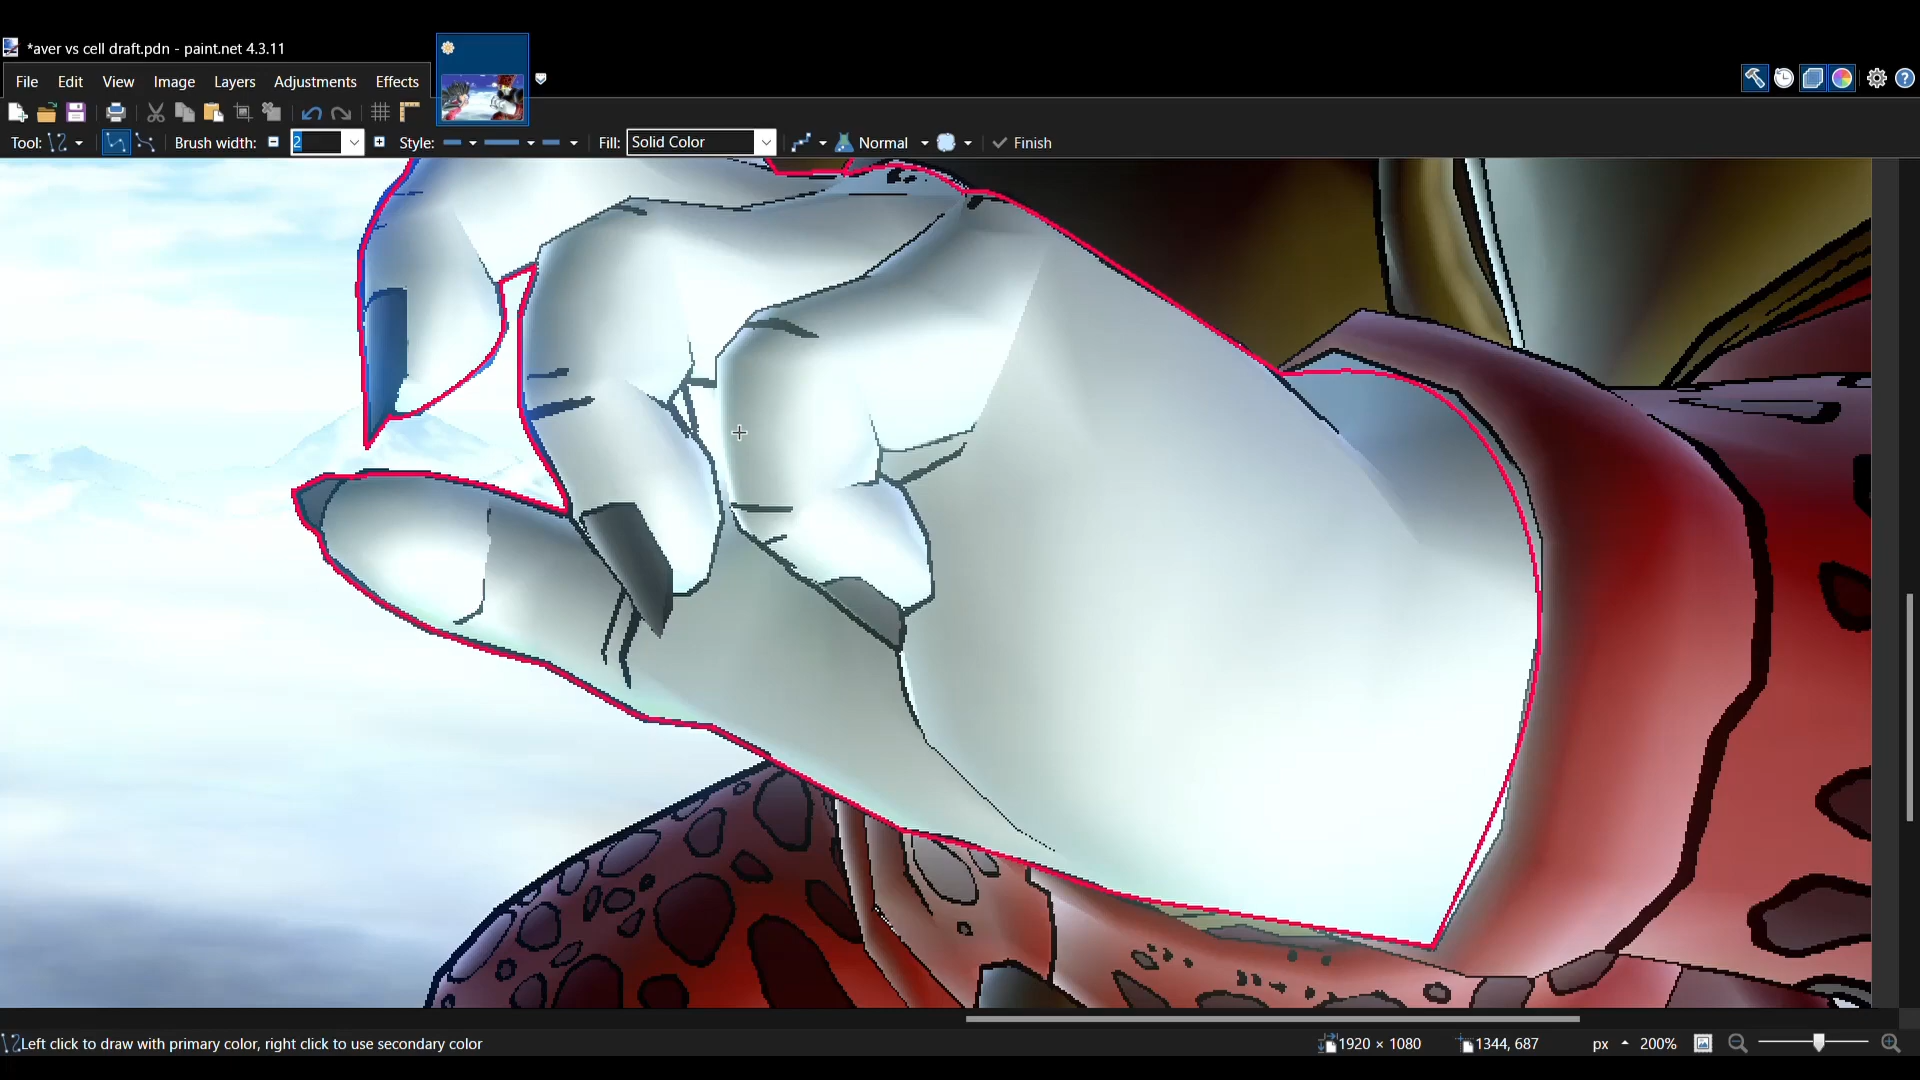 *aver vs cell draft.pdn - paint.net 4.3.11
File Edit View Image Layers Adjustments Effects
Tool: Brush width: 2 Style: Fill: Solid Color Normal Finish
Left click to draw with primary color, right click to use secondary color 1920 × 1080 1344, 687 px 200%